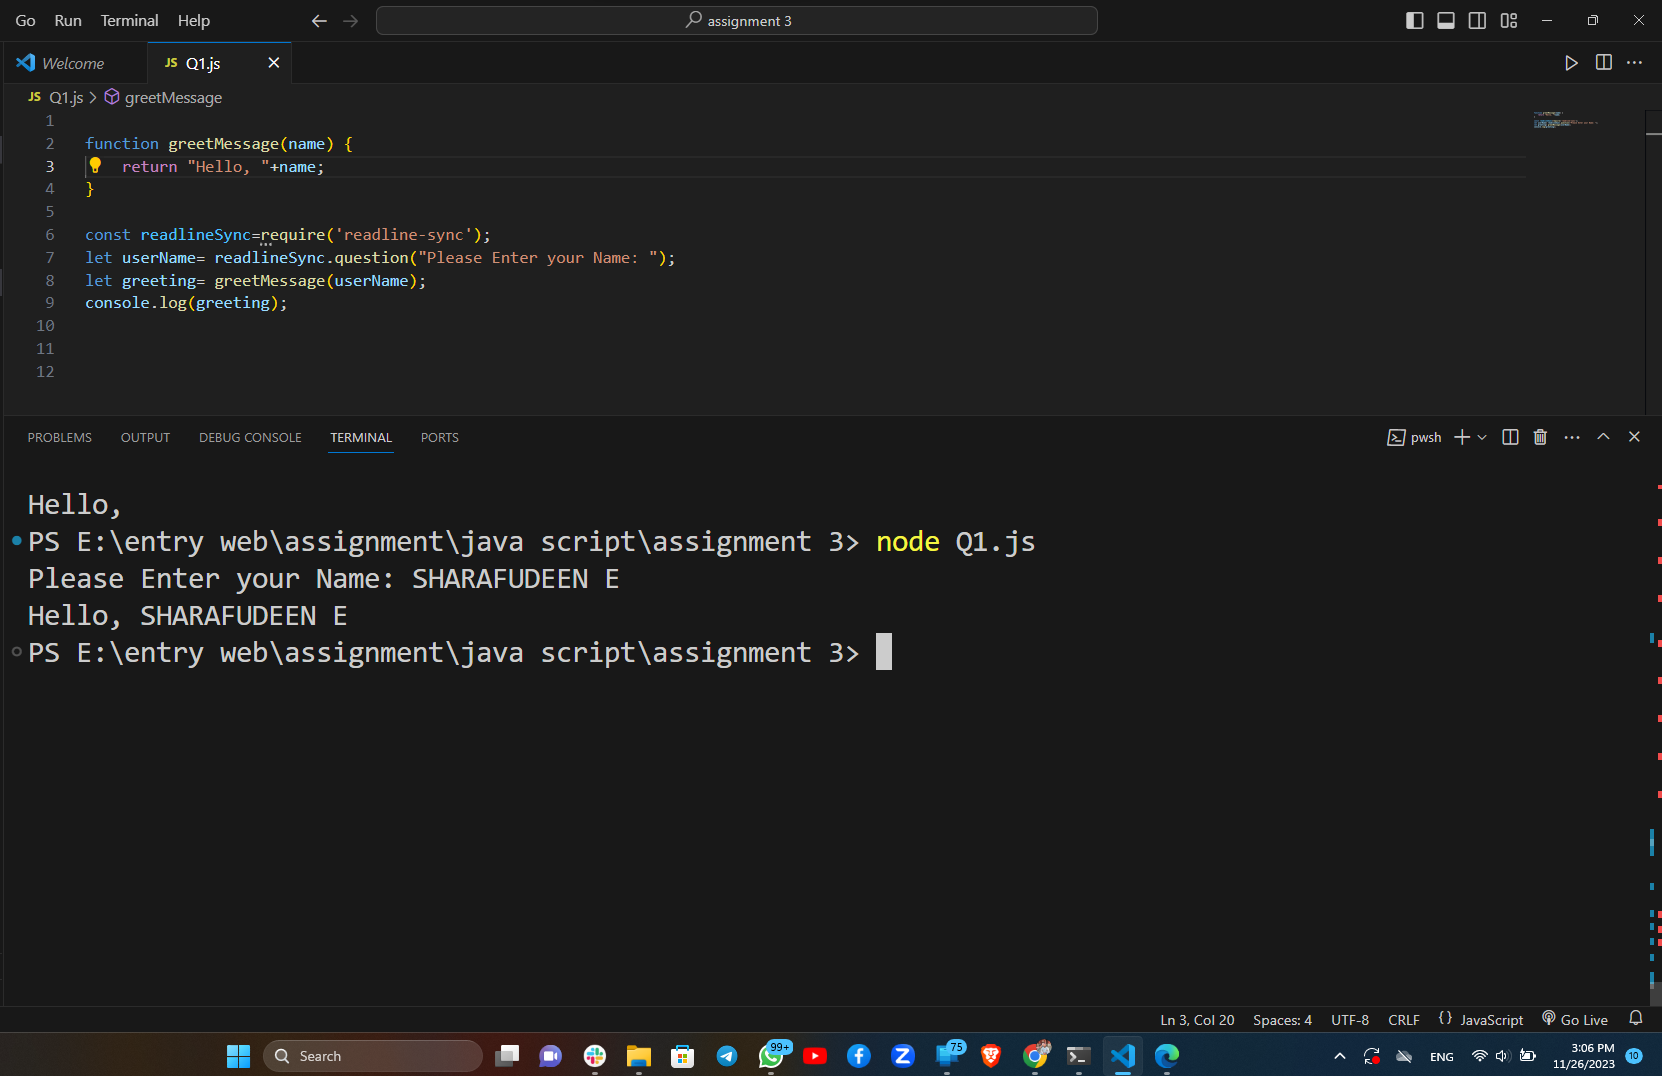 Go Run Terminal Help assignment 3
Welcome JS Q1.js
JS Q1.js > greetMessage
1
2 function greetMessage(name) {
3 return "Hello, "+name;
4 }
5
6 const readlineSync=require('readline-sync');
7 let userName= readlineSync.question("Please Enter your Name: ");
8 let greeting= greetMessage(userName);
9 console.log(greeting);
10
11
12
PROBLEMS OUTPUT DEBUG CONSOLE TERMINAL PORTS pwsh
Hello,
PS E:\entry web\assignment\java script\assignment 3> node Q1.js
Please Enter your Name: SHARAFUDEEN E
Hello, SHARAFUDEEN E
PS E:\entry web\assignment\java script\assignment 3>
Ln 3, Col 20 Spaces: 4 UTF-8 CRLF {} JavaScript Go Live
Search 99+ 75 ENG 3:06 PM 10
11/26/2023